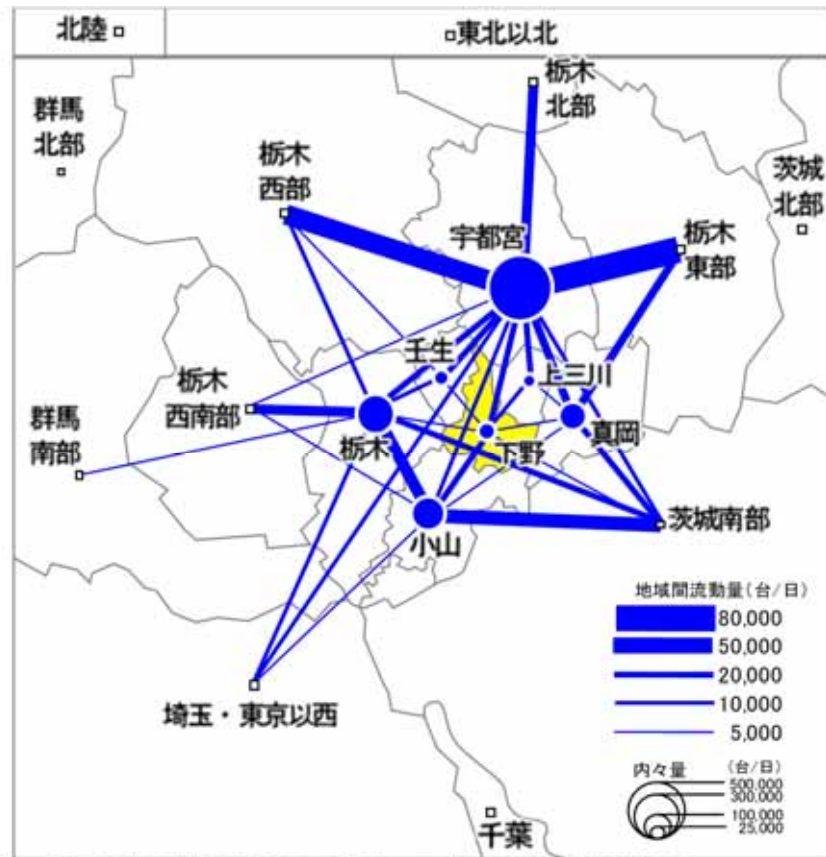 北陸
東北以北
栃木
北部
群馬
北部
栃木
西部
茨城
北部
宇都宮
栃木
東部
壬生
上三川
栃木
西南部
群馬
南部
栃木
下野
真岡
小山
茨城南部
埼玉・東京以西
千葉
地域間流動量(台/日)
80,000
50,000
20,000
10,000
5,000
内々量 (台/日)
500,000
300,000
100,000
25,000